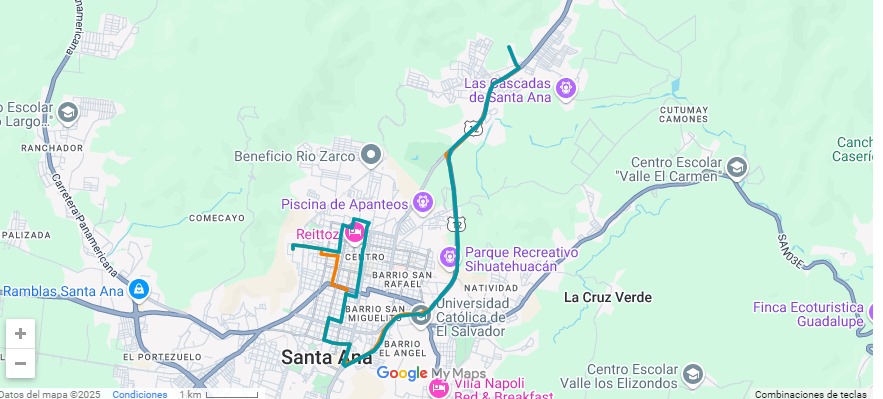 Panamericana
Las Cascadas
de Santa Ana
o Escolar
o Largo..."
RANCHADOR
CUTUMAY
CAMONES
Beneficio Rio Zarco
Centro Escolar
"Valle El Carmen"
Canch
Caserí
Piscina de Apanteos
COMECAYO
Carretera Panamericana
PALIZADA
Reittoz
CENTRO
Parque Recreativo
Sihuatehuacán
BARRIO SAN
RAFAEL
SAN03E
Ramblas Santa Ana
NATIVIDAD
La Cruz Verde
Universidad
Católica de
El Salvador
BARRIO SAN
MIGUELITO
Finca Ecoturistica
Guadalupe
BARRIO
EL ANGEL
EL PORTEZUELO
Santa Ana
Google My Maps
Villa Napoli
Bed & Breakfast
Centro Escolar
Valle los Elizondos
+
−
Datos del mapa ©2025 Condiciones 1 km
Combinaciones de teclas